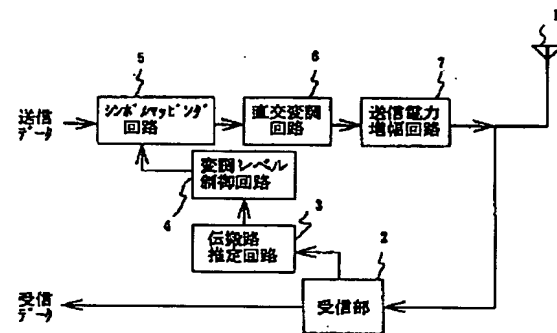 1
5
6
7
送信
ﾃﾞｰﾀ
ｼﾝﾎﾞﾙﾏｯﾋﾟﾝｸﾞ
回路
直交変調
回路
送信電力
増幅回路
変調レベル
制御回路
4
3
伝搬路
推定回路
2
受信
ﾃﾞｰﾀ
受信部